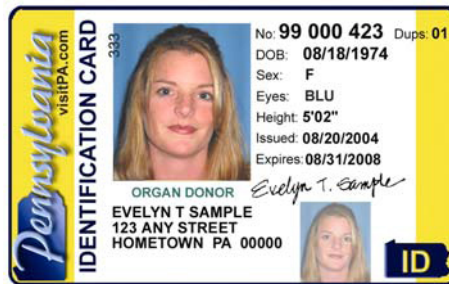 Pennsylvania
visitPA.com
IDENTIFICATION CARD
333
No: 99 000 423 Dups: 01
DOB: 08/18/1974
Sex: F
Eyes: BLU
Height: 5'02"
Issued: 08/20/2004
Expires: 08/31/2008
Evelyn T. Sample
ORGAN DONOR
EVELYN T SAMPLE
123 ANY STREET
HOMETOWN PA 00000
ID